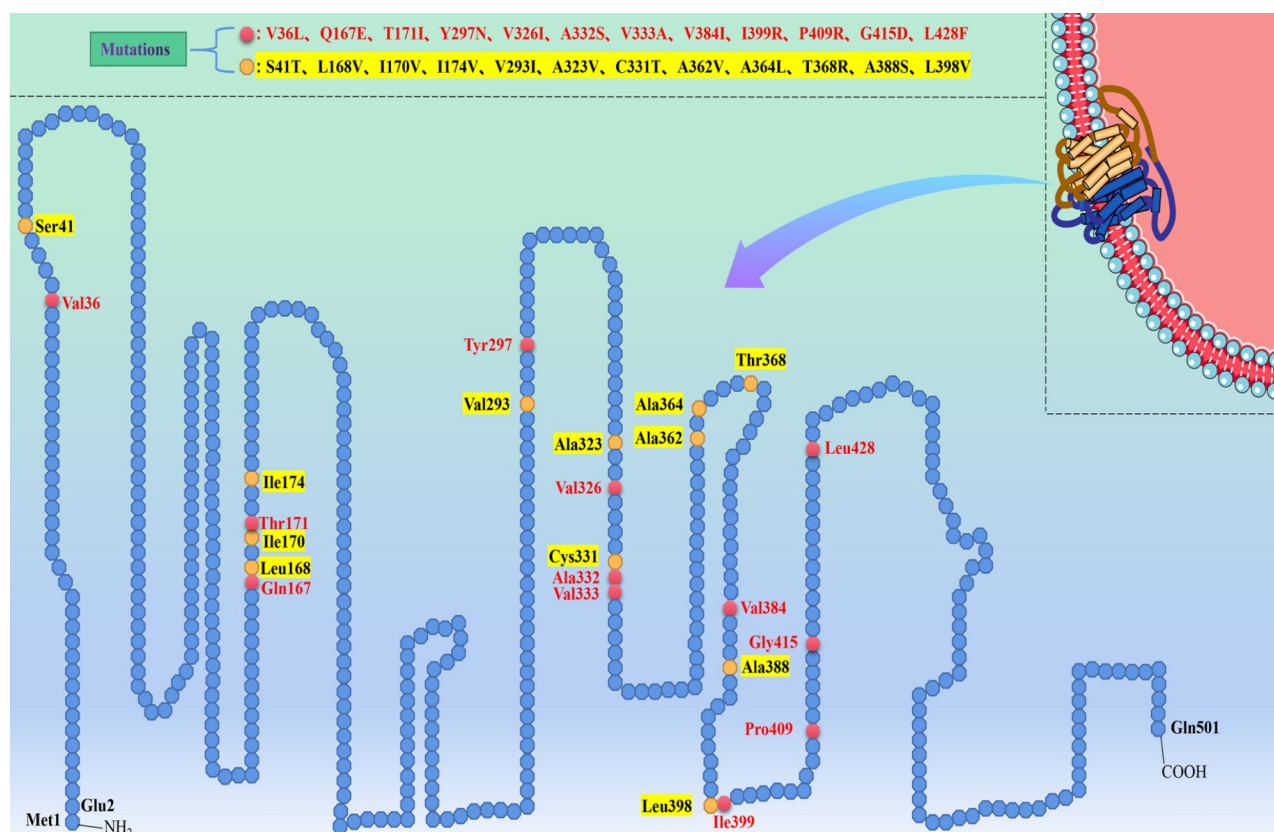 Mutations
: V36L、Q167E、T171I、Y297N、V326I、A332S、V333A、V384I、I399R、P409R、G415D、L428F
: S41T、L168V、I170V、I174V、V293I、A323V、C331T、A362V、A364L、T368R、A388S、L398V
Ser41
Val36
Tyr297
Thr368
Val293
Ala364
Ala323
Ala362
Leu428
Ile174
Val326
Thr171
Ile170
Cys331
Leu168
Ala332
Gln167
Val333
Val384
Gly415
Ala388
Pro409
Gln501
COOH
Glu2
Leu398
Met1
Ile399
NH2